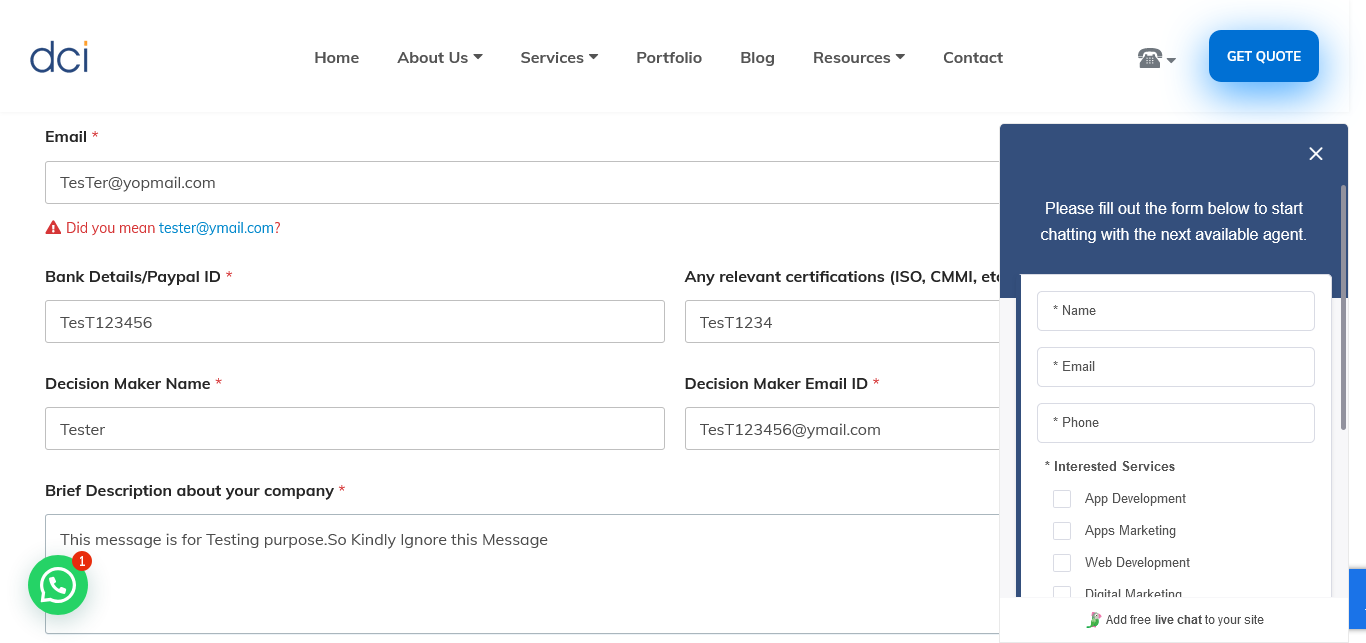 dci
Home
About Us
Services
Portfolio
Blog
Resources
Contact
GET QUOTE
Email *
TesTer@yopmail.com
Did you mean tester@ymail.com?
Bank Details/Paypal ID *
Any relevant certifications (ISO, CMMI, etc
TesT123456
TesT1234
Decision Maker Name *
Decision Maker Email ID *
Tester
TesT123456@ymail.com
Brief Description about your company *
This message is for Testing purpose.So Kindly Ignore this Message
1
Please fill out the form below to start
chatting with the next available agent.
* Name
* Email
* Phone
* Interested Services
App Development
Apps Marketing
Web Development
Digital Marketing
Add free live chat to your site